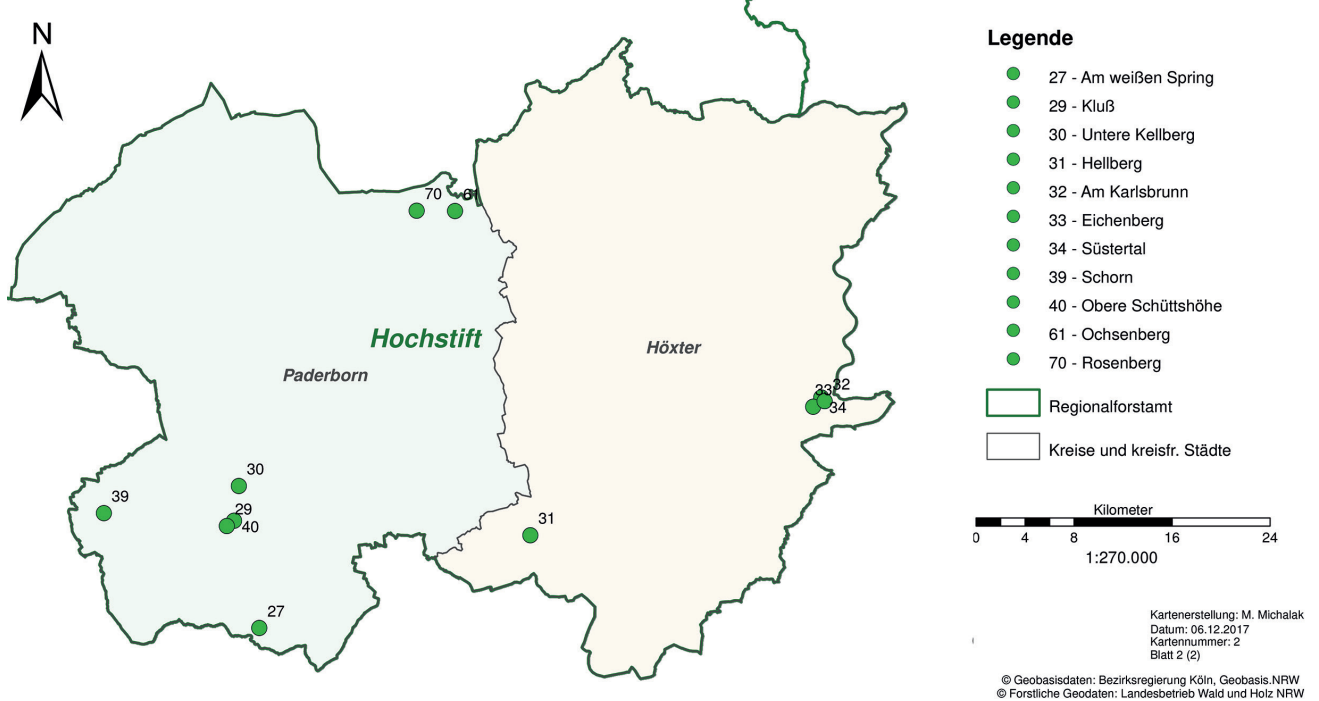 N
70
61
Hochstift
Paderborn
Höxter
33
32
34
30
39
29
40
31
27
Legende
27 - Am weißen Spring
29 - Kluß
30 - Untere Kellberg
31 - Hellberg
32 - Am Karlsbrunn
33 - Eichenberg
34 - Süstertal
39 - Schorn
40 - Obere Schüttshöhe
61 - Ochsenberg
70 - Rosenberg
Regionalforstamt
Kreise und kreisfr. Städte
Kilometer
0 4 8 16 24
1:270.000
Kartenerstellung: M. Michalak
Datum: 06.12.2017
Kartennummer: 2
Blatt 2 (2)
© Geobasisdaten: Bezirksregierung Köln, Geobasis.NRW
© Forstliche Geodaten: Landesbetrieb Wald und Holz NRW